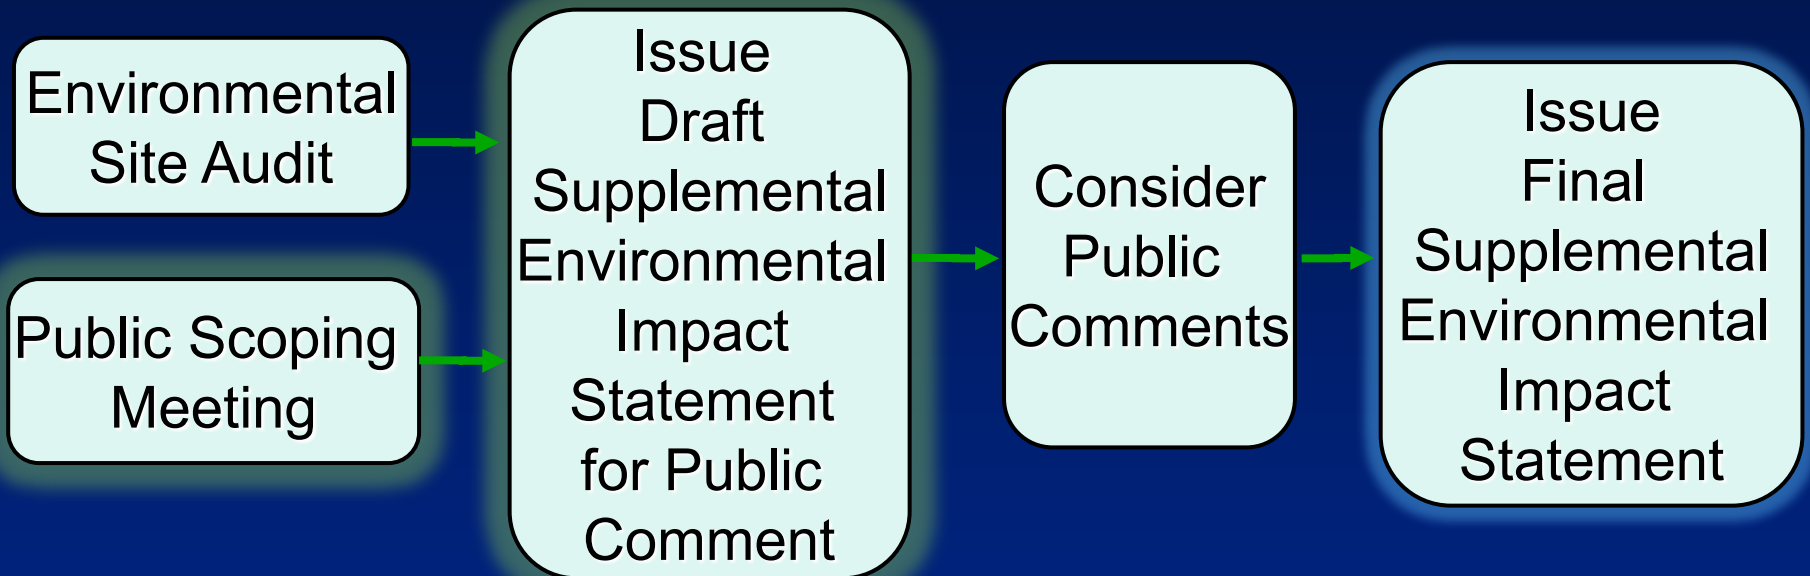 Environmental
Site Audit
Public Scoping
Meeting
Issue
Draft
Supplemental
Environmental
Impact
Statement
for Public
Comment
Consider
Public
Comments
Issue
Final
Supplemental
Environmental
Impact
Statement